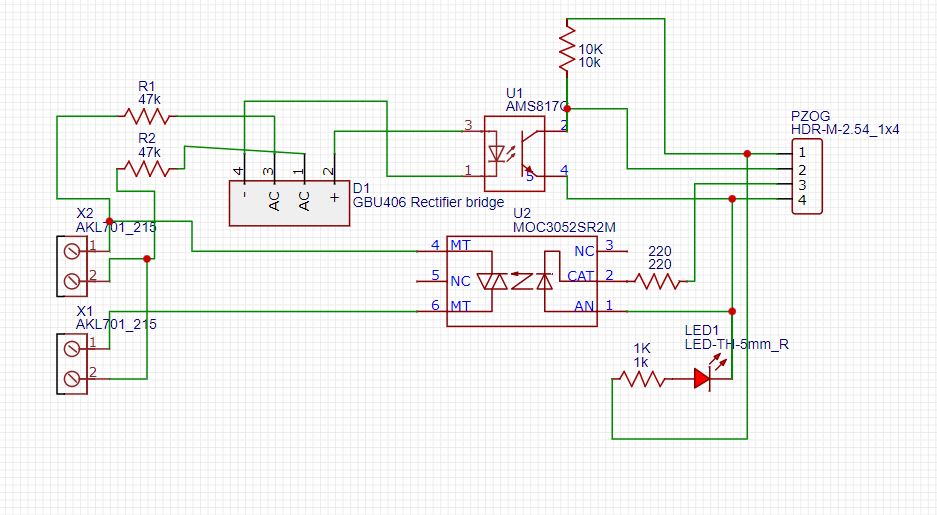 10K
10k
R1
47k
U1
AMS817C
3
2
1
5
4
PZOG
HDR-M-2.54_1x4
1
2
3
4
R2
47k
4
3
1
2
-
AC
AC
+
D1
GBU406 Rectifier bridge
X2
AKL701_215
1
2
U2
MOC3052SR2M
4
MT
NC
3
5
NC
CAT
2
6
MT
AN
1
220
220
X1
AKL701_215
1
2
LED1
LED-TH-5mm_R
1K
1k